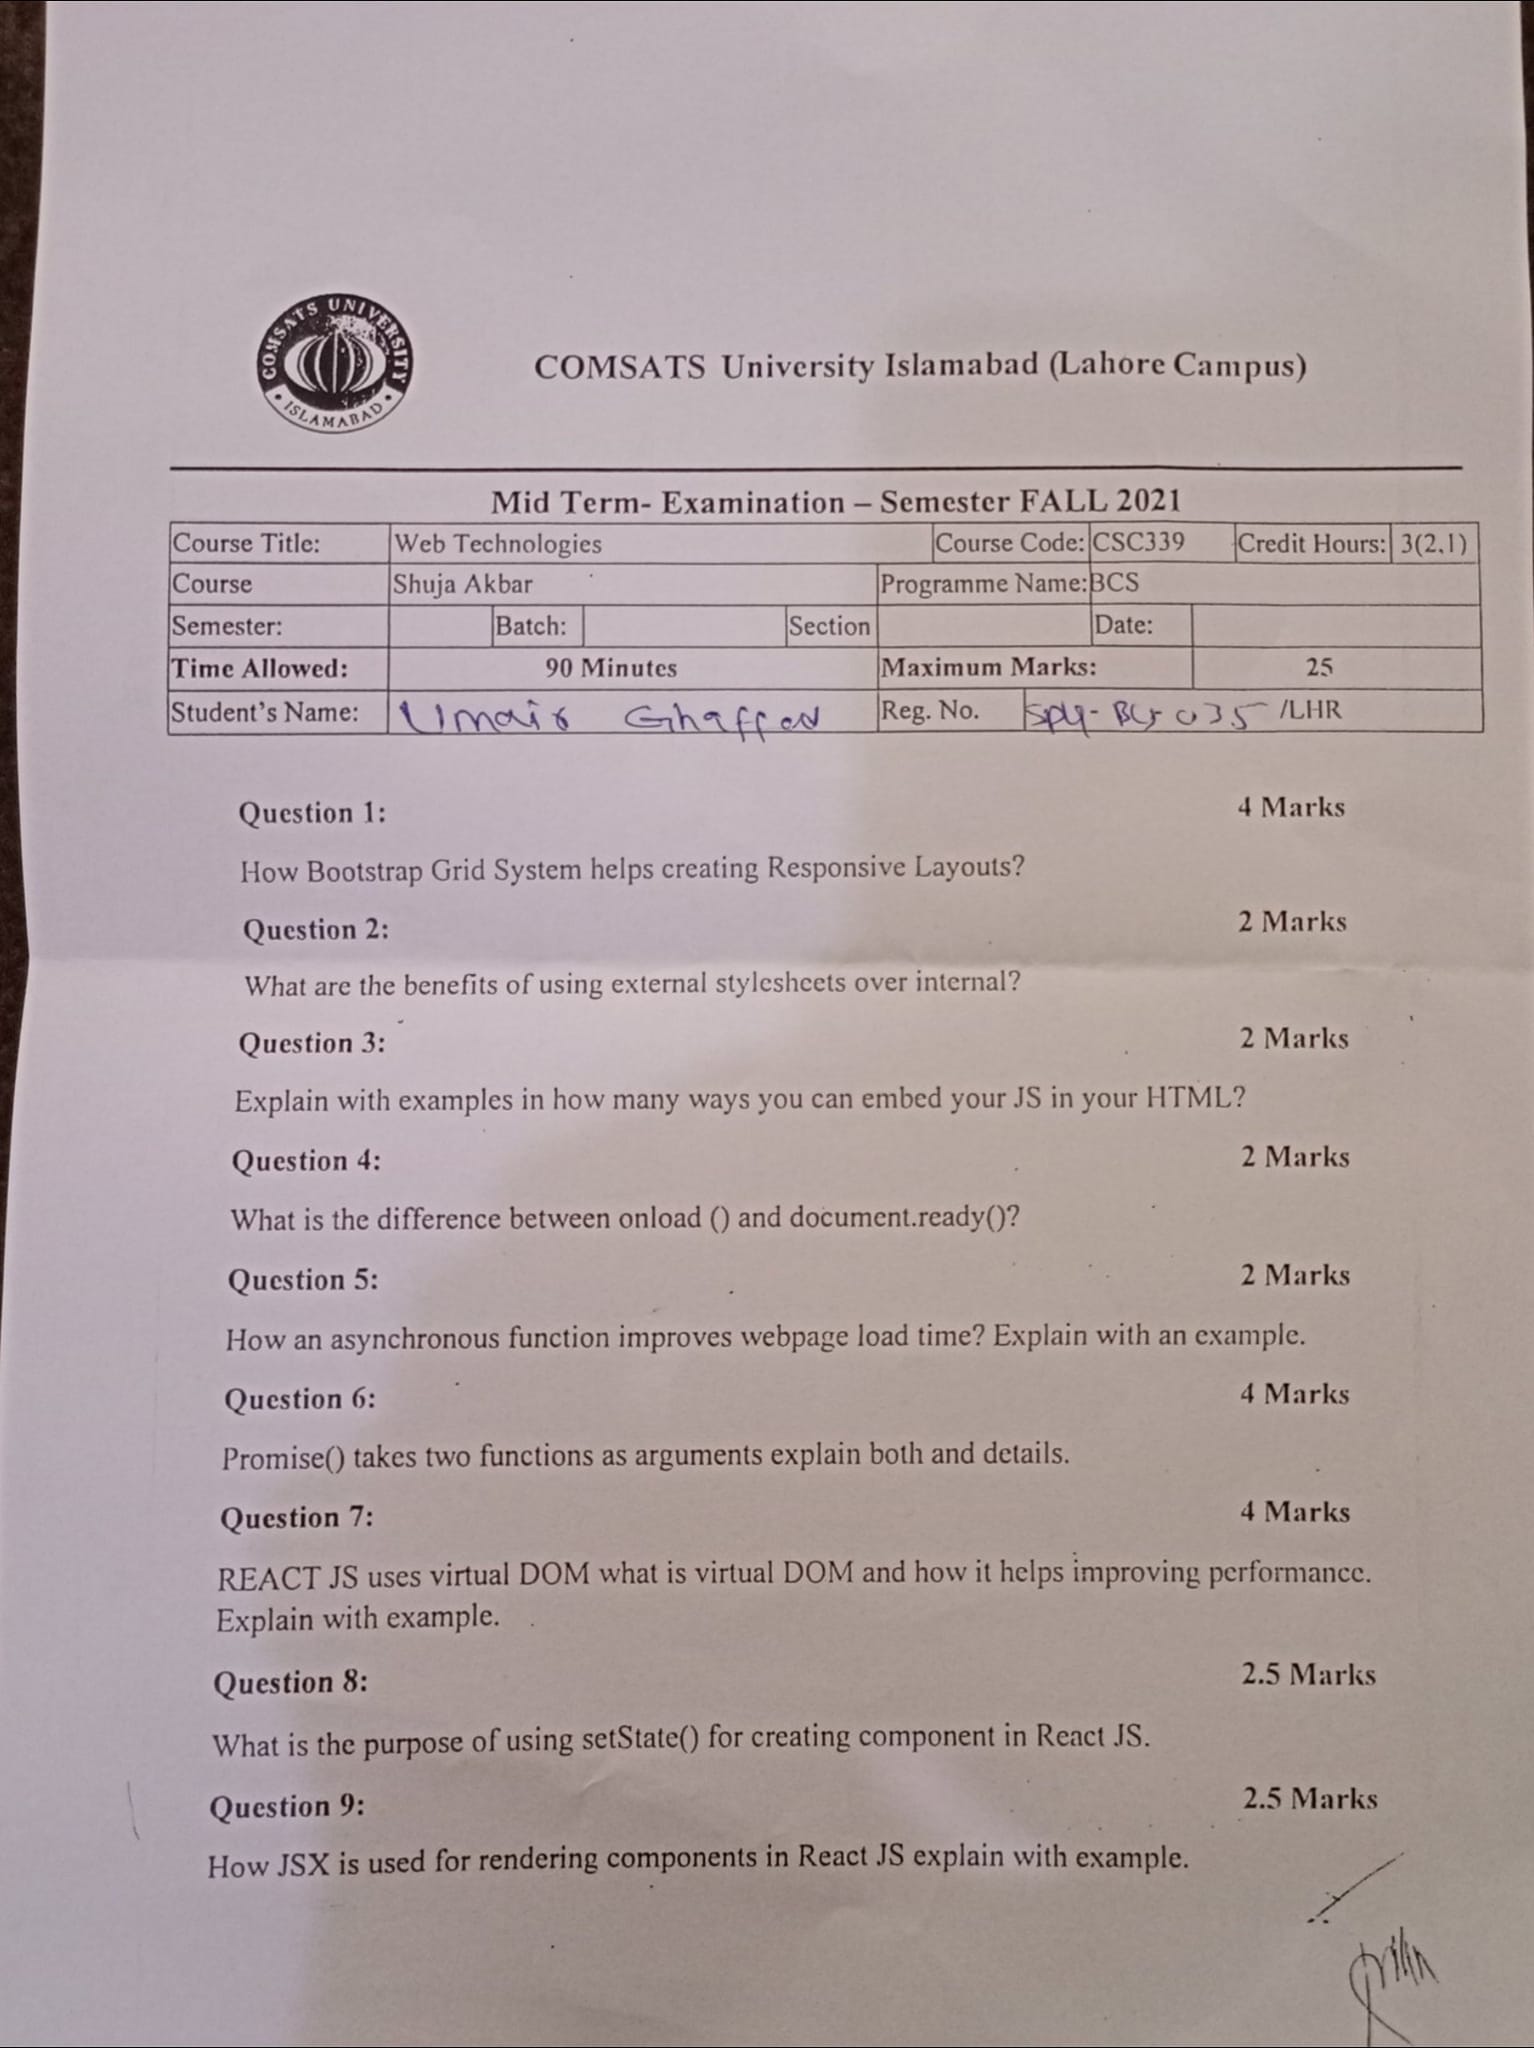 COMSATS UNIVERSITY
ISLAMABAD
COMSATS University Islamabad (Lahore Campus)
Mid Term- Examination – Semester FALL 2021
Course Title: Web Technologies Course Code: CSC339 Credit Hours: 3(2,1)
Course Shuja Akbar Programme Name: BCS
Semester: Batch: Section Date:
Time Allowed: 90 Minutes Maximum Marks: 25
Student's Name: Umair Ghaffar Reg. No. /LHR
Question 1: 4 Marks
How Bootstrap Grid System helps creating Responsive Layouts?
Question 2: 2 Marks
What are the benefits of using external stylesheets over internal?
Question 3: 2 Marks
Explain with examples in how many ways you can embed your JS in your HTML?
Question 4: 2 Marks
What is the difference between onload () and document.ready()?
Question 5: 2 Marks
How an asynchronous function improves webpage load time? Explain with an example.
Question 6: 4 Marks
Promise() takes two functions as arguments explain both and details.
Question 7: 4 Marks
REACT JS uses virtual DOM what is virtual DOM and how it helps improving performance.
Explain with example.
Question 8: 2.5 Marks
What is the purpose of using setState() for creating component in React JS.
Question 9: 2.5 Marks
How JSX is used for rendering components in React JS explain with example.